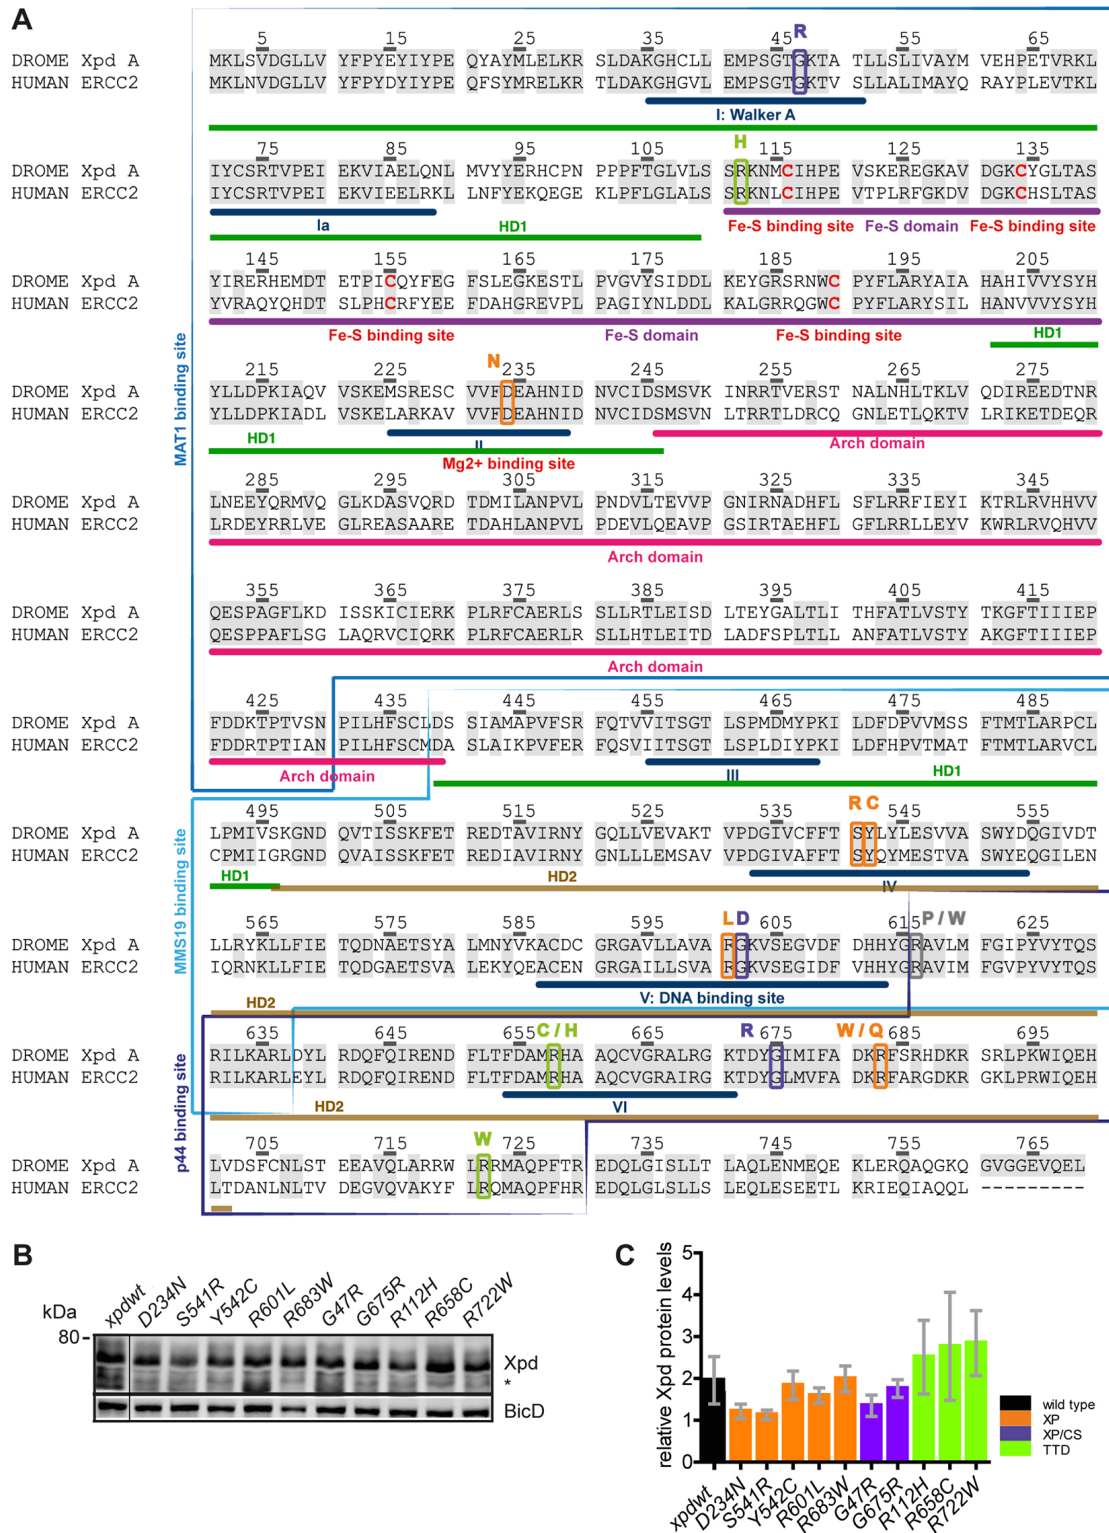 A
R
5 15 25 35 45 55 65
DROME Xpd A MKLSVDGLLV YFPYEYIYPE QYAYMLELKR SLDAKGHCLL EMPSGTGKTA TLLSLIVAYM VEHPETVRKL
HUMAN ERCC2 MKLNVDGLLV YFPYDYIYPE QFSYMRELKR TLDAKGHGVL EMPSGTGKTV SLLALIMAYQ RAYPLEVTKL
I: Walker A
H
75 85 95 105 115 125 135
DROME Xpd A IYCSRTVPEI EKVIAELQNL MVYYERHCPN PPPFTGLVLS SRKNMCIHPE VSKEREGKAV DGKCYGLTAS
HUMAN ERCC2 IYCSRTVPEI EKVIEELRKL LNFYEKQEGE KLPFLGLALS SRKNLCIHPE VTPLRFGKDV DGKCHSLTAS
Ia HD1 Fe-S binding site Fe-S domain Fe-S binding site
145 155 165 175 185 195 205
DROME Xpd A YIRERHEMDT ETPICQYFEG FSLEGKESTL PVGVYSIDDL KEYGRSRNWC PYFLARYAIA HAHIVVYSYH
HUMAN ERCC2 YVRAQYQHDT SLPHCRFYEE FDAHGREVPL PAGIYNLDDL KALGRRQGWC PYFLARYSIL HANVVVYSYH
Fe-S binding site Fe-S domain Fe-S binding site HD1
MAT1 binding site
N
215 225 235 245 255 265 275
DROME Xpd A YLLDPKIAQV VSKEMSRESC VVFDEAHNID NVCIDSMSVK INRRTVERST NALNHLTKLV QDIREEDTNR
HUMAN ERCC2 YLLDPKIADL VSKELARKAV VVFDEAHNID NVCIDSMSVN LTRRTLDRCQ GNLETLQKTV LRIKETDEQR
HD1 II Arch domain
Mg2+ binding site
285 295 305 315 325 335 345
DROME Xpd A LNEEYQRMVQ GLKDASVQRD TDMILANPVL PNDVLTEVVP GNIRNADHFL SFLRRFIEYI KTRLRVHHVV
HUMAN ERCC2 LRDEYRRLVE GLREASAARE TDAHLANPVL PDEVLQEAVP GSIRTAEHFL GFLRRLLEYV KWRLRVQHVV
Arch domain
355 365 375 385 395 405 415
DROME Xpd A QESPAGFLKD ISSKICIERK PLRFCAERLS SLLRTLEISD LTEYGALTLI THFATLVSTY TKGFTIIIEP
HUMAN ERCC2 QESPPAFLSG LAQRVCIQRK PLRFCAERLR SLLHTLEITD LADFSPLTLL ANFATLVSTY AKGFTIIIEP
Arch domain
425 435 445 455 465 475 485
DROME Xpd A FDDKTPTVSN PILHFSCLDS SIAMAPVFSR FQTVVITSGT LSPMDMYPKI LDFDPVVMSS FTMTLARPCL
HUMAN ERCC2 FDDRTPTIAN PILHFSCMDA SLAIKPVFER FQSVIITSGT LSPLDIYPKI LDFHPVTMAT FTMTLARVCL
Arch domain III HD1
MMS19 binding site
R C
495 505 515 525 535 545 555
DROME Xpd A LPMIVSKGND QVTISSKFET REDTAVIRNY GQLLVEVAKT VPDGIVCFFT SYLYLESVVA SWYDQGIVDT
HUMAN ERCC2 CPMIIGRGND QVAISSKFET REDIAVIRNY GNLLLEMSAV VPDGIVAFFT SYQYMESTVA SWYEQGILEN
HD1 HD2 IV
L D P / W
565 575 585 595 605 615 625
DROME Xpd A LLRYKLLFIE TQDNAETSYA LMNYVKACDC GRGAVLLAVA RGKVSEGVDF DHHYGRAVLM FGIPYVYTQS
HUMAN ERCC2 IQRNKLLFIE TQDGAETSVA LEKYQEACEN GRGAILLSVA RGKVSEGIDF VHHYGRAVIM FGVPYVYTQS
HD2 V: DNA binding site
p44 binding site
C / H R W / Q
635 645 655 665 675 685 695
DROME Xpd A RILKARLDYL RDQFQIREND FLTFDAMRHA AQCVGRALRG KTDYGIMIFA DKRFSRHDKR SRLPKWIQEH
HUMAN ERCC2 RILKARLEYL RDQFQIREND FLTFDAMRHA AQCVGRAIRG KTDYGLMVFA DKRFARGDKR GKLPRWIQEH
HD2 VI
W
705 715 725 735 745 755 765
DROME Xpd A LVDSFCNLST EEAVQLARRW LRRMAQPFTR EDQLGISLLT LAQLENMEQE KLERQAQGKQ GVGGEVQEL
HUMAN ERCC2 LTDANLNLTV DEGVQVAKYF LRQMAQPFHR EDQLGLSLLS LEQLESEETL KRIEQIAQQL --------
B
xpdwt D234N S541R Y542C R601L R683W G47R G675R R112H R658C R722W
kDa
80
Xpd
*
BicD
C
relative Xpd protein levels
5
4
3
2
1
0
xpdwt D234N S541R Y542C R601L R683W G47R G675R R112H R658C R722W
wild type
XP
XP/CS
TTD